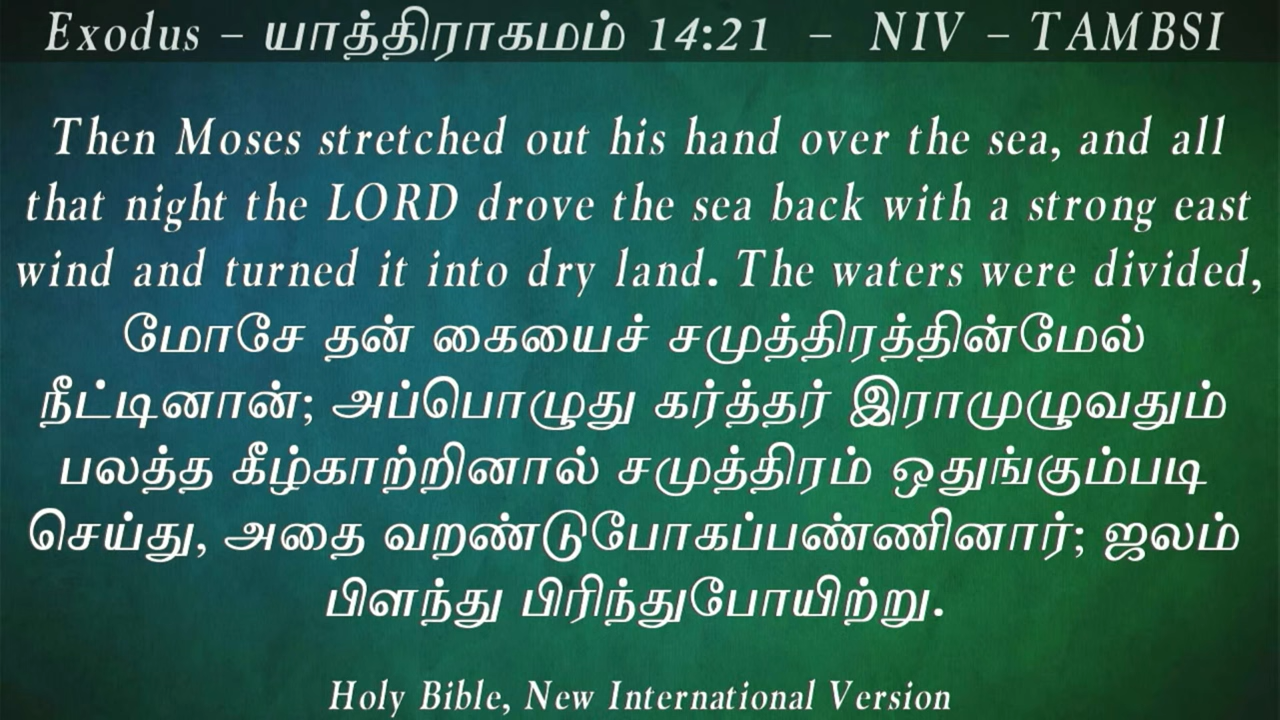 Exodus – யாத்திராகமம் 14:21 – NIV – TAMBSI
Then Moses stretched out his hand over the sea, and all
that night the LORD drove the sea back with a strong east
wind and turned it into dry land. The waters were divided,
மோசே தன் கையைச் சமுத்திரத்தின்மேல்
நீட்டினான்; அப்பொழுது கர்த்தர் இராமுழுவதும்
பலத்த கீழ்காற்றினால் சமுத்திரம் ஒதுங்கும்படி
செய்து, அதை வறண்டுபோகப்பண்ணினார்; ஜலம்
பிளந்து பிரிந்துபோயிற்று.
Holy Bible, New International Version